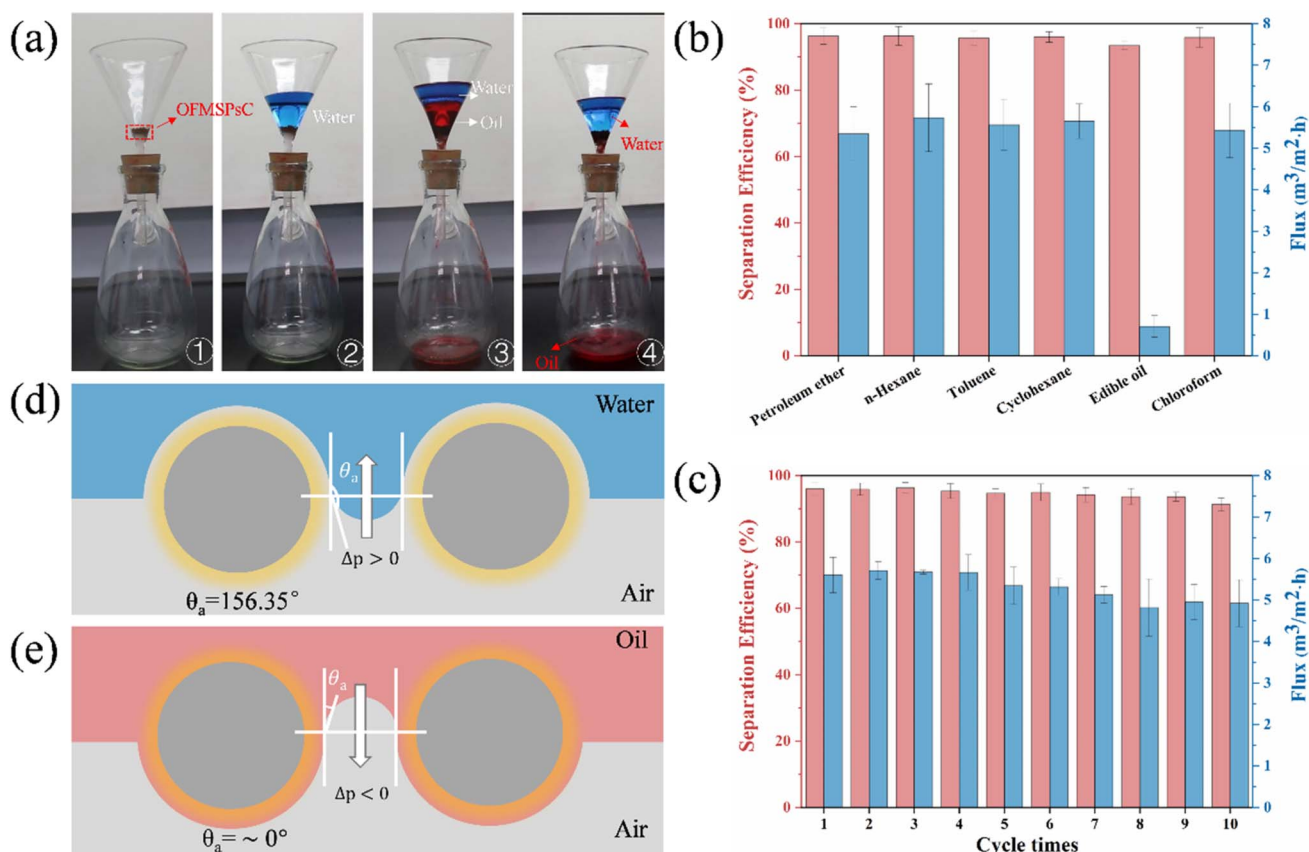 (a)
OFMSPsC
①
Water
②
Water
Oil
③
Water
Oil
④
(b)
Separation Efficiency (%)
100
80
60
40
20
0
Flux (m³/m²·h)
8
7
6
5
4
3
2
1
0
Petroleum ether
n-Hexane
Toluene
Cyclohexane
Edible oil
Chloroform
(c)
Separation Efficiency (%)
100
80
60
40
20
0
Flux (m³/m²·h)
8
7
6
5
4
3
2
1
0
1 2 3 4 5 6 7 8 9 10
Cycle times
(d)
Water
θₐ
Δp > 0
θₐ=156.35°
Air
(e)
Oil
θₐ
Δp < 0
θₐ= ~ 0°
Air